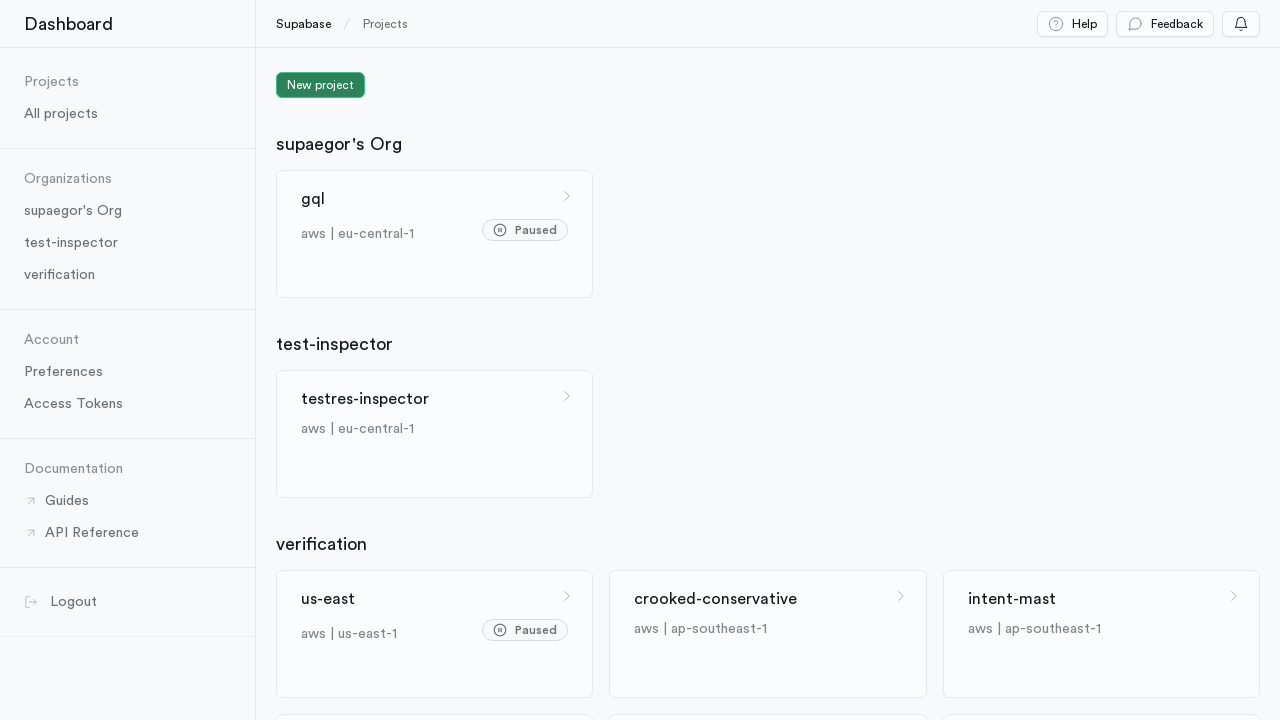 Dashboard
Supabase / Projects
Help
Feedback
Projects
All projects
Organizations
supaegor's Org
test-inspector
verification
Account
Preferences
Access Tokens
Documentation
Guides
API Reference
Logout
New project
supaegor's Org
gql
aws | eu-central-1
Paused
test-inspector
testres-inspector
aws | eu-central-1
verification
us-east
aws | us-east-1
Paused
crooked-conservative
aws | ap-southeast-1
intent-mast
aws | ap-southeast-1